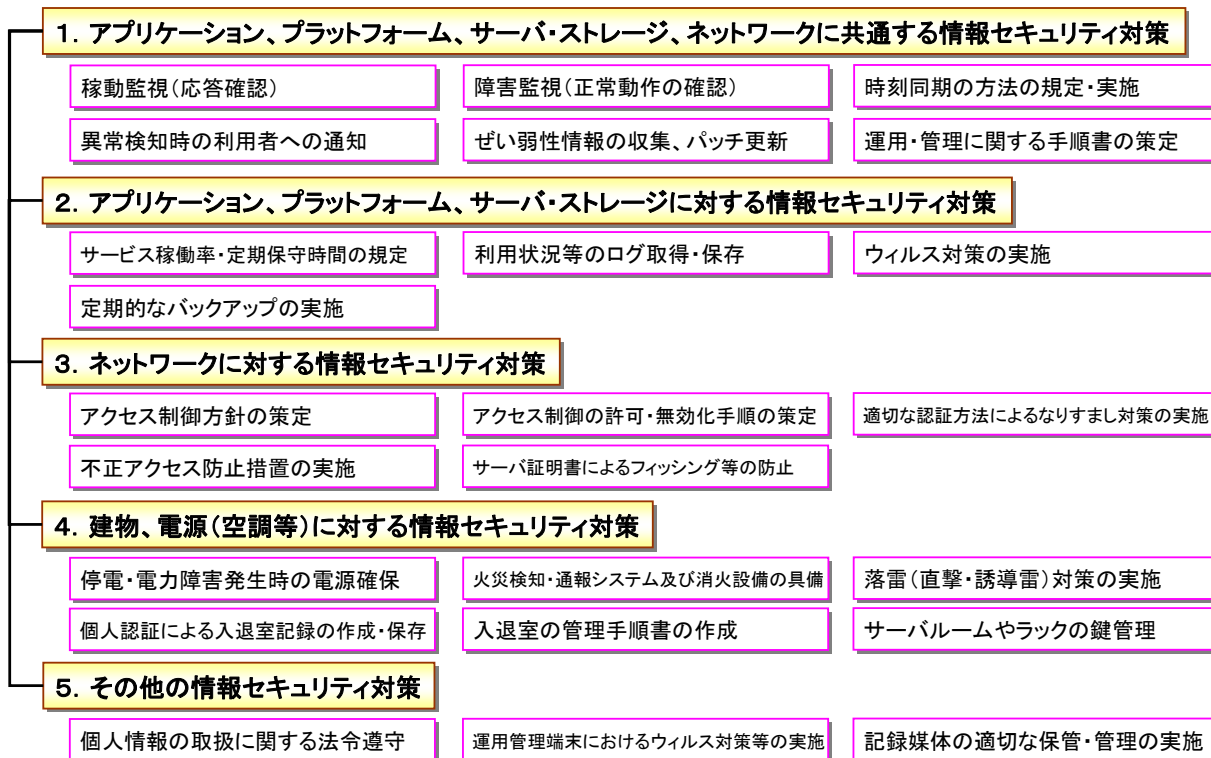 1．アプリケーション、プラットフォーム、サーバ・ストレージ、ネットワークに共通する情報セキュリティ対策
稼動監視（応答確認）
障害監視（正常動作の確認）
時刻同期の方法の規定・実施
異常検知時の利用者への通知
ぜい弱性情報の収集、パッチ更新
運用・管理に関する手順書の策定
2．アプリケーション、プラットフォーム、サーバ・ストレージに対する情報セキュリティ対策
サービス稼働率・定期保守時間の規定
利用状況等のログ取得・保存
ウィルス対策の実施
定期的なバックアップの実施
3．ネットワークに対する情報セキュリティ対策
アクセス制御方針の策定
アクセス制御の許可・無効化手順の策定
適切な認証方法によるなりすまし対策の実施
不正アクセス防止措置の実施
サーバ証明書によるフィッシング等の防止
4．建物、電源（空調等）に対する情報セキュリティ対策
停電・電力障害発生時の電源確保
火災検知・通報システム及び消火設備の具備
落雷（直撃・誘導雷）対策の実施
個人認証による入退室記録の作成・保存
入退室の管理手順書の作成
サーバルームやラックの鍵管理
5．その他の情報セキュリティ対策
個人情報の取扱に関する法令遵守
運用管理端末におけるウィルス対策等の実施
記録媒体の適切な保管・管理の実施